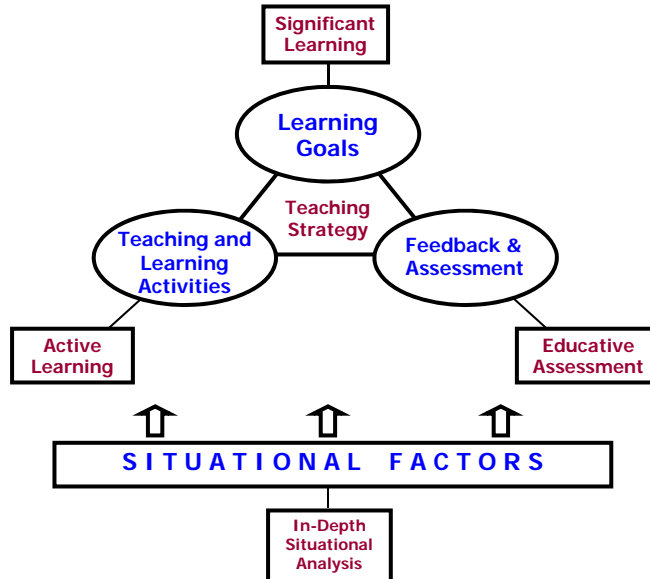 Significant
Learning
Learning
Goals
Teaching
Strategy
Teaching and
Learning
Activities
Feedback &
Assessment
Active
Learning
Educative
Assessment
SITUATIONAL FACTORS
In-Depth
Situational
Analysis